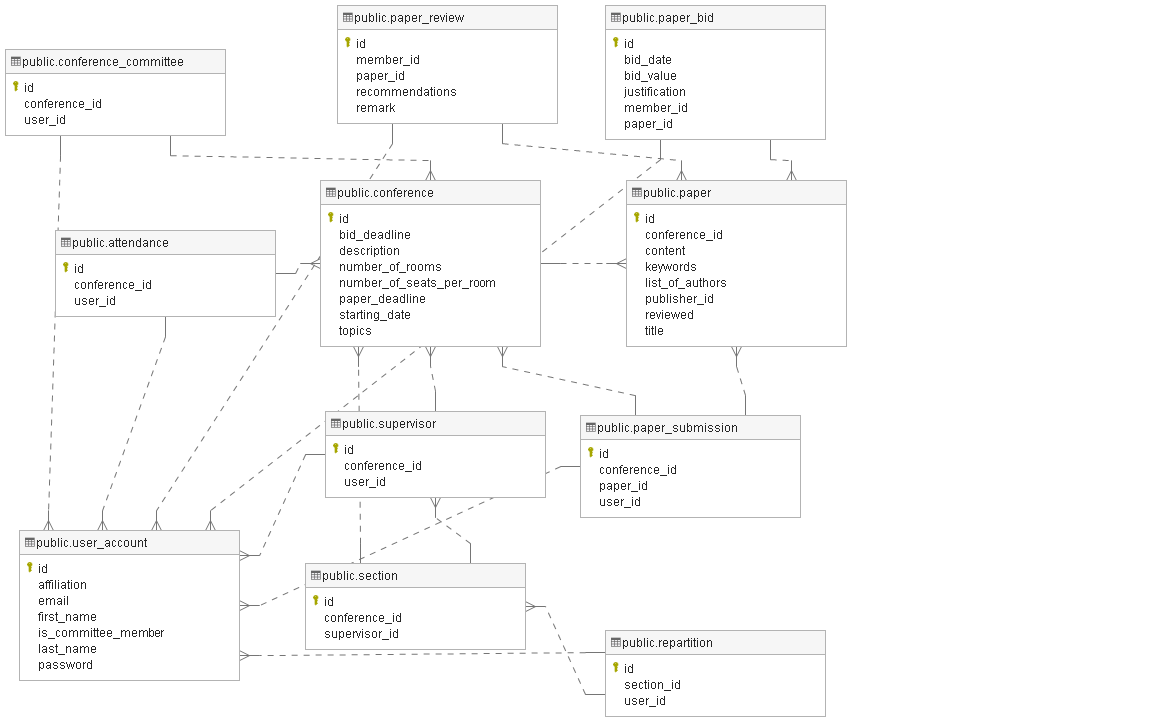 public.paper_review
id
member_id
paper_id
recommendations
remark
public.paper_bid
id
bid_date
bid_value
justification
member_id
paper_id
public.conference_committee
id
conference_id
user_id
public.conference
id
bid_deadline
description
number_of_rooms
number_of_seats_per_room
paper_deadline
starting_date
topics
public.paper
id
conference_id
content
keywords
list_of_authors
publisher_id
reviewed
title
public.attendance
id
conference_id
user_id
public.supervisor
id
conference_id
user_id
public.paper_submission
id
conference_id
paper_id
user_id
public.user_account
id
affiliation
email
first_name
is_committee_member
last_name
password
public.section
id
conference_id
supervisor_id
public.repartition
id
section_id
user_id